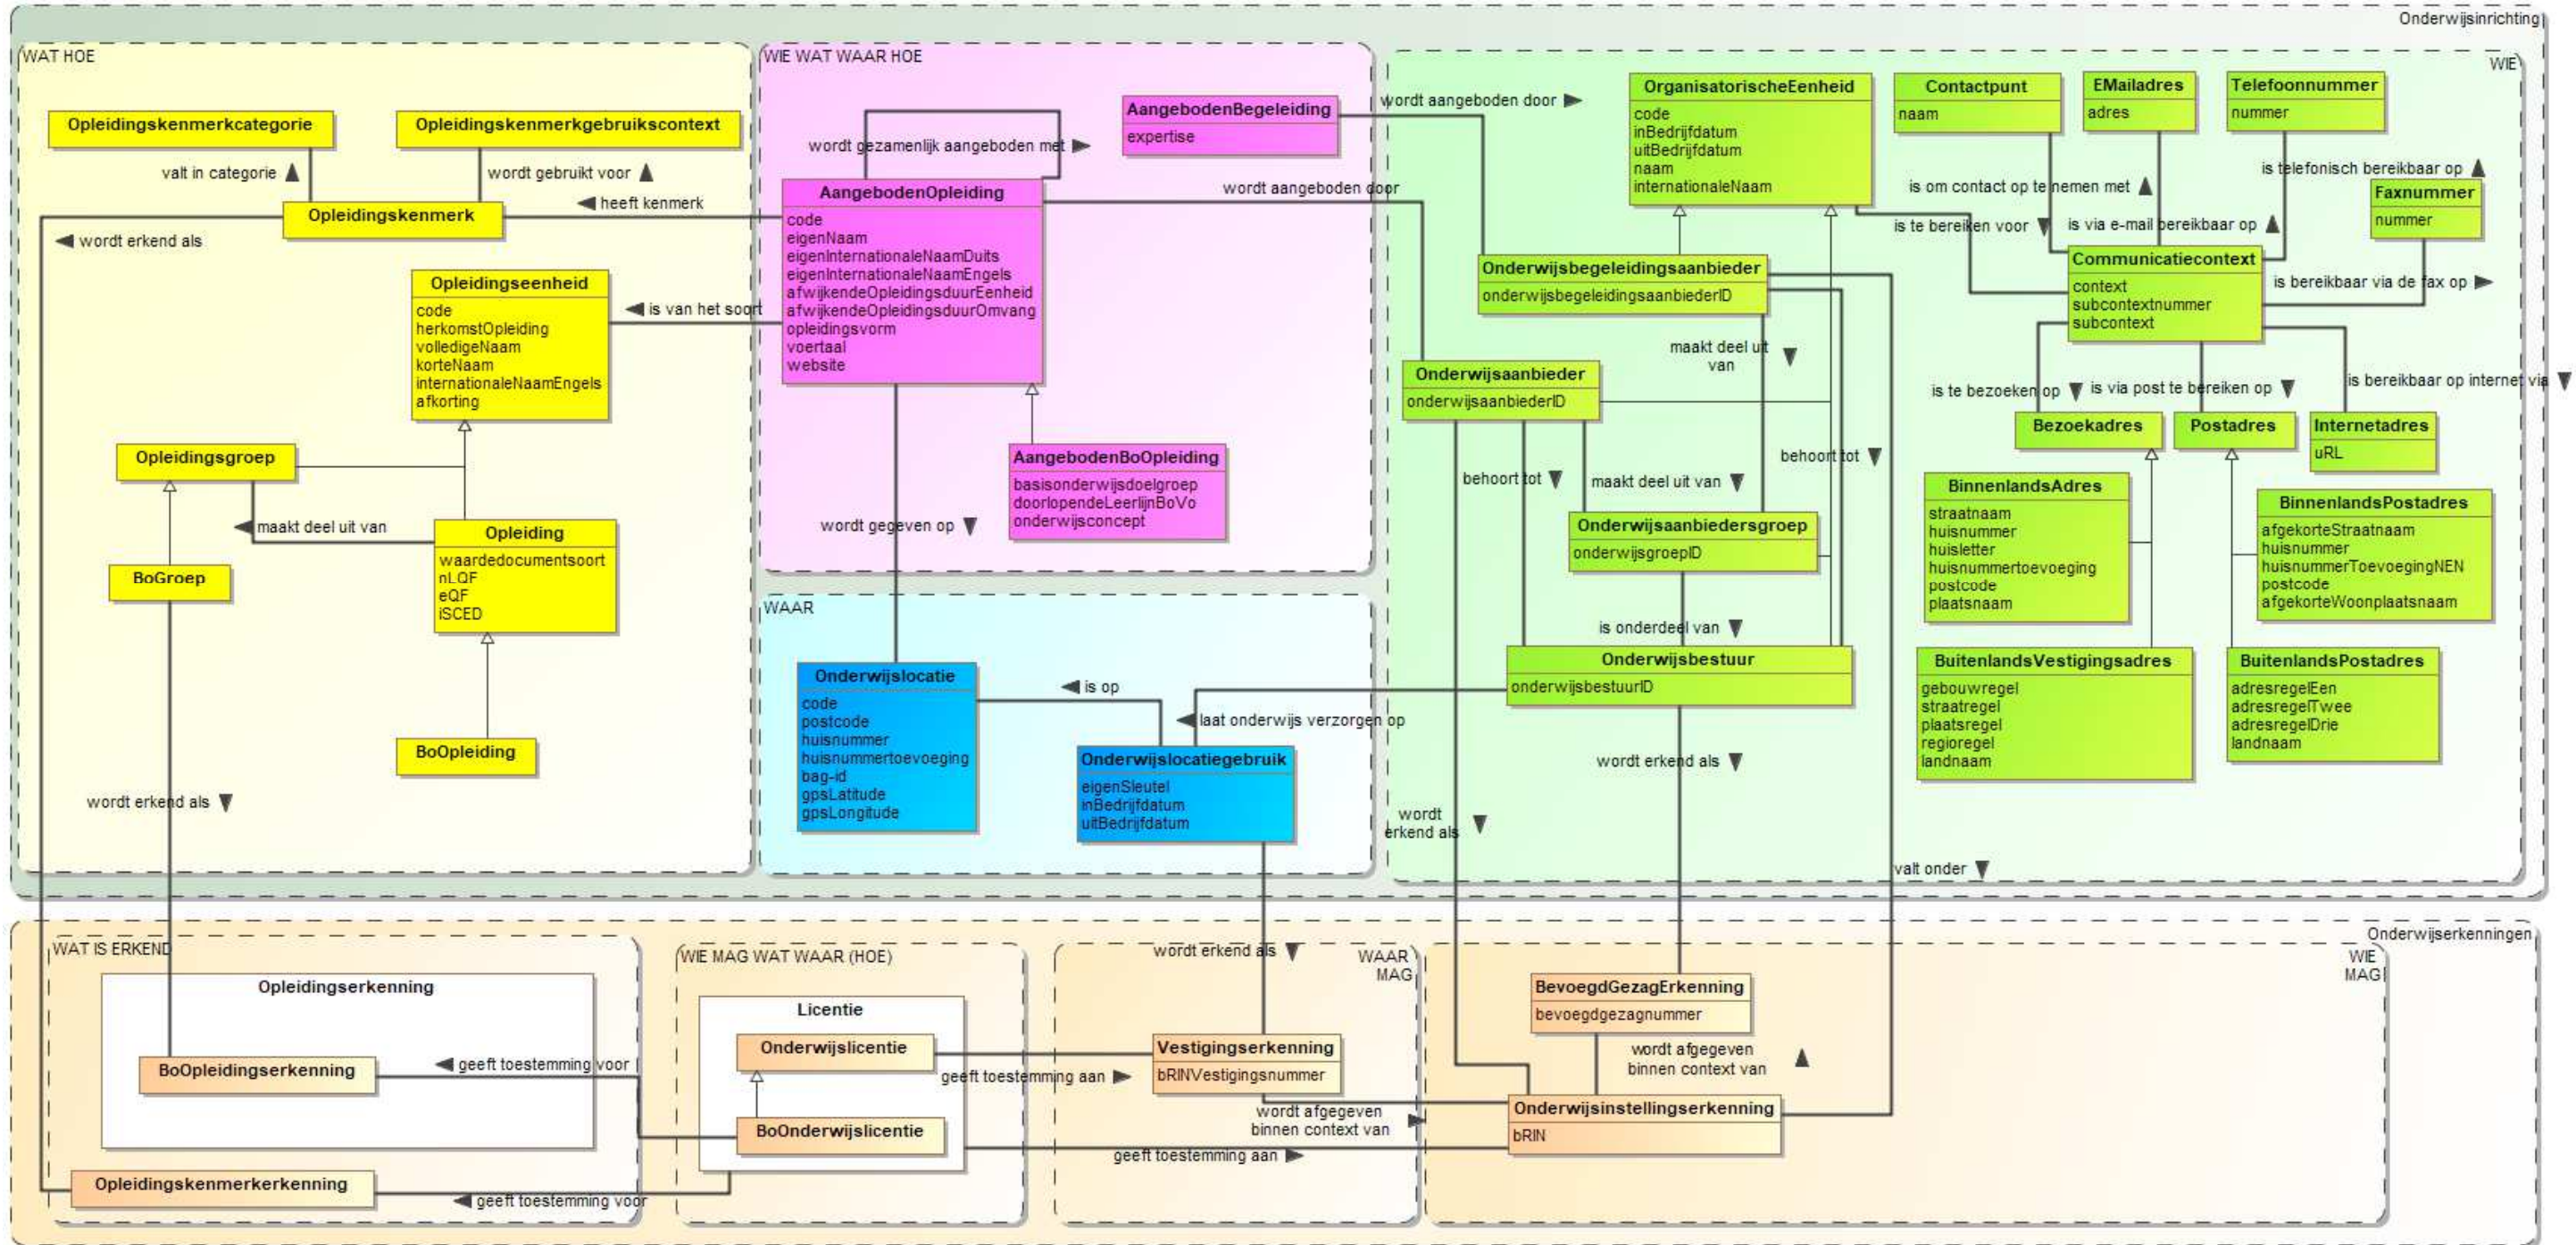 Onderwijsinrichting
WAT HOE
Opleidingskenmerkcategorie
Opleidingskenmerkgebruikscontext
valt in categorie
wordt gebruikt voor
Opleidingskenmerk
heeft kenmerk
wordt erkend als
Opleidingseenheid
code
herkomstOpleiding
volledigeNaam
korteNaam
internationaleNaamEngels
afkorting
is van het soort
Opleidingsgroep
maakt deel uit van
Opleiding
waardedocumentsoort
nLQF
eQF
iSCED
BoGroep
BoOpleiding
wordt erkend als
WIE WAT WAAR HOE
AangebodenBegeleiding
expertise
wordt gezamenlijk aangeboden met
AangebodenOpleiding
code
eigenNaam
eigenInternationaleNaamDuits
eigenInternationaleNaamEngels
afwijkendeOpleidingsduurEenheid
afwijkendeOpleidingsduurOmvang
opleidingsvorm
voertaal
website
wordt aangeboden door
wordt aangeboden door
AangebodenBoOpleiding
basisonderwijsdoelgroep
doorlopendeLeerlijnBoVo
onderwijsconcept
wordt gegeven op
WAAR
Onderwijslocatie
code
postcode
huisnummer
huisnummertoevoeging
bag-id
gpsLatitude
gpsLongitude
is op
laat onderwijs verzorgen op
Onderwijslocatiegebruik
eigenSleutel
inBedrijfdatum
uitBedrijfdatum
WIE
OrganisatorischeEenheid
code
inBedrijfdatum
uitBedrijfdatum
naam
internationaleNaam
Contactpunt
naam
EMailadres
adres
Telefoonnummer
nummer
is telefonisch bereikbaar op
Faxnummer
nummer
is om contact op te nemen met
is te bereiken voor
is via e-mail bereikbaar op
Communicatiecontext
context
subcontextnummer
subcontext
is bereikbaar via de fax op
Onderwijsbegeleidingsaanbieder
onderwijsbegeleidingsaanbiederID
maakt deel uit
van
Onderwijsaanbieder
onderwijsaanbiederID
is te bezoeken op
is via post te bereiken op
is bereikbaar op internet via
Bezoekadres
Postadres
Internetadres
uRL
behoort tot
maakt deel uit van
behoort tot
BinnenlandsAdres
straatnaam
huisnummer
huisletter
huisnummertoevoeging
postcode
plaatsnaam
BinnenlandsPostadres
afgekorteStraatnaam
huisnummer
huisnummerToevoegingNEN
postcode
afgekorteWoonplaatsnaam
Onderwijsaanbiedersgroep
onderwijsgroepID
is onderdeel van
Onderwijsbestuur
onderwijsbestuurID
BuitenlandsVestigingsadres
gebouwregel
straatregel
plaatsregel
regioregel
landnaam
BuitenlandsPostadres
adresregelEen
adresregelTwee
adresregelDrie
landnaam
wordt erkend als
wordt
erkend als
valt onder
Onderwijserkenningen
WAT IS ERKEND
Opleidingserkenning
BoOpleidingserkenning
Opleidingskenmerkerkenning
geeft toestemming voor
geeft toestemming voor
WIE MAG WAT WAAR (HOE)
Licentie
Onderwijslicentie
BoOnderwijslicentie
geeft toestemming aan
WAAR
MAG
wordt erkend als
Vestigingserkenning
bRINVestigingsnummer
wordt afgegeven
binnen context van
geeft toestemming aan
WIE
MAG
BevoegdGezagErkenning
bevoegdgezagnummer
wordt afgegeven
binnen context van
Onderwijsinstellingserkenning
bRIN